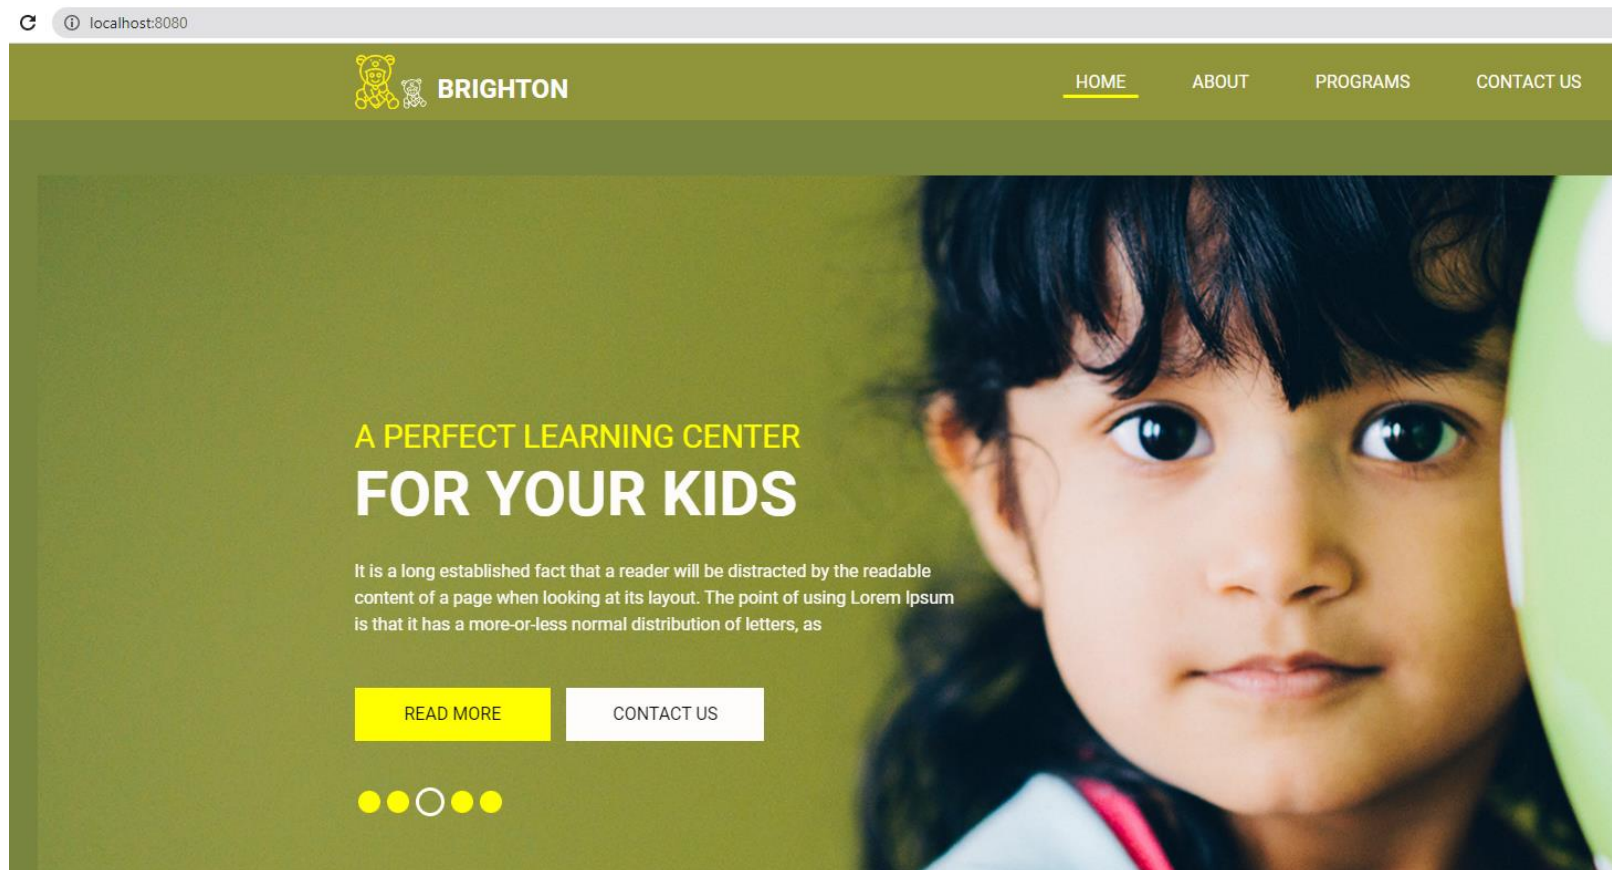 localhost:8080
BRIGHTON
HOME ABOUT PROGRAMS CONTACT US
A PERFECT LEARNING CENTER
FOR YOUR KIDS
It is a long established fact that a reader will be distracted by the readable
content of a page when looking at its layout. The point of using Lorem Ipsum
is that it has a more-or-less normal distribution of letters, as
READ MORE CONTACT US